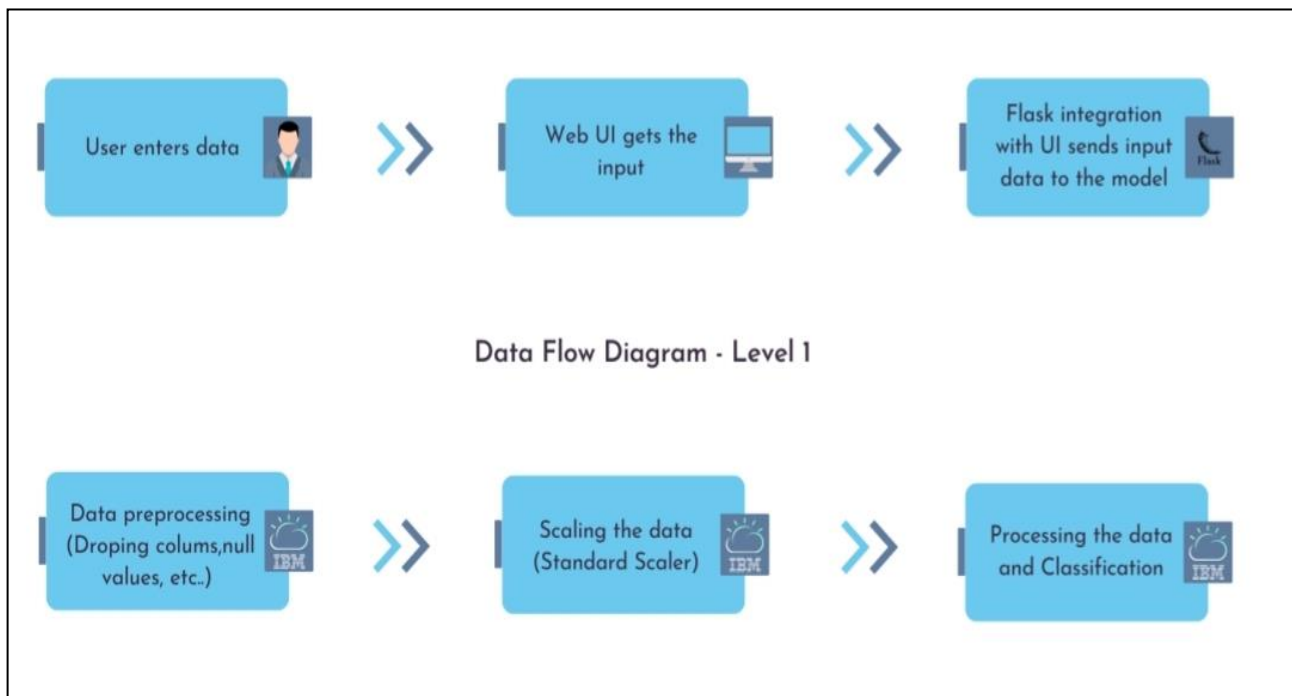 User enters data
Web UI gets the
input
Flask integration
with UI sends input
data to the model
Flask
Data Flow Diagram - Level 1
Data preprocessing
(Droping colums,null
values, etc..)
IBM
Scaling the data
(Standard Scaler)
IBM
Processing the data
and Classification
IBM